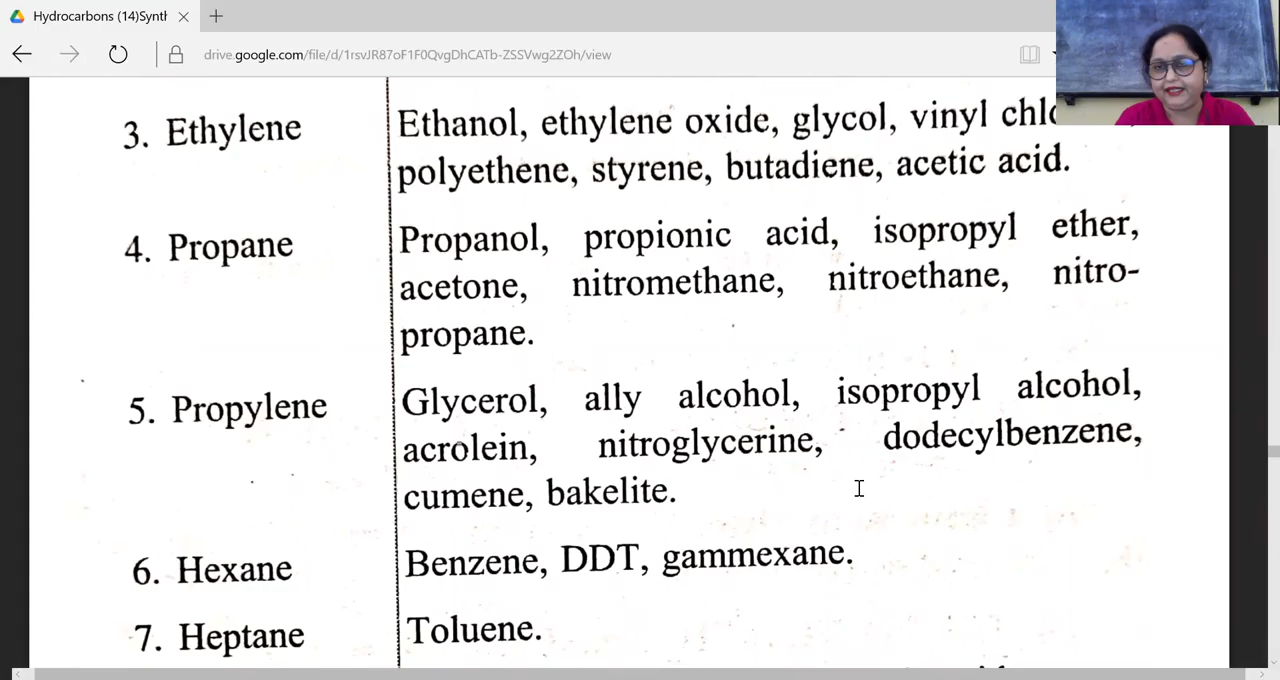 Hydrocarbons (14)Synth
drive.google.com/file/d/1rsvJR87oF1F0QvgDhCATb-ZSSVwg2ZOh/view
3. Ethylene
Ethanol, ethylene oxide, glycol, vinyl chlo
polyethene, styrene, butadiene, acetic acid.
4. Propane
Propanol, propionic acid, isopropyl ether,
acetone, nitromethane, nitroethane, nitro-
propane.
5. Propylene
Glycerol, ally alcohol, isopropyl alcohol,
acrolein, nitroglycerine, dodecylbenzene,
cumene, bakelite.
6. Hexane
Benzene, DDT, gammexane.
7. Heptane
Toluene.